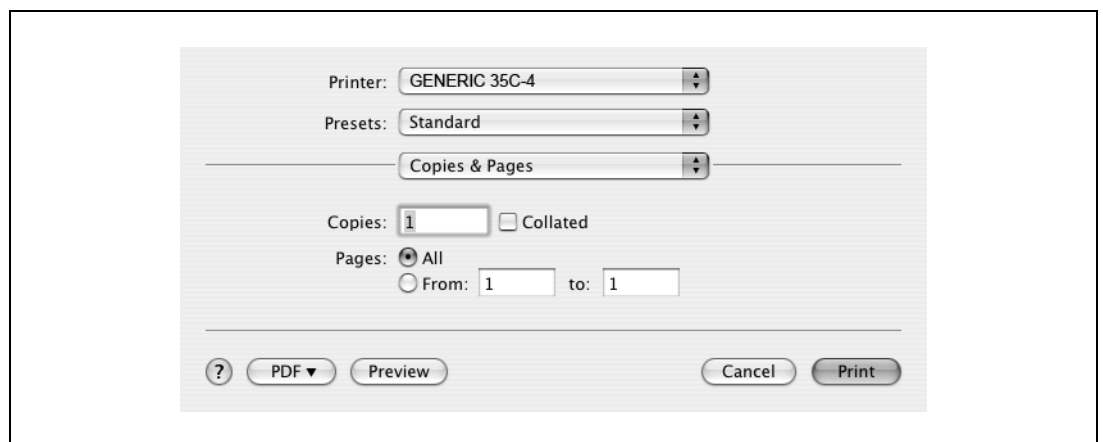 Printer: GENERIC 35C-4
Presets: Standard
Copies & Pages
Copies: 1 Collated
Pages: All
From: 1 to: 1
? PDF ▼ Preview Cancel Print